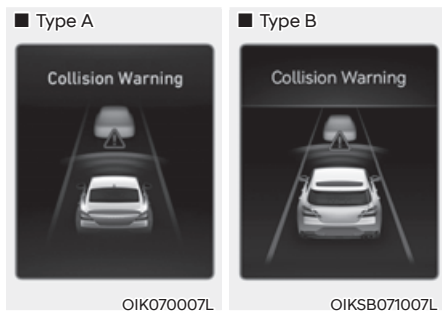 ■ Type A
Collision Warning
OIK070007L
■ Type B
Collision Warning
OIKSB071007L